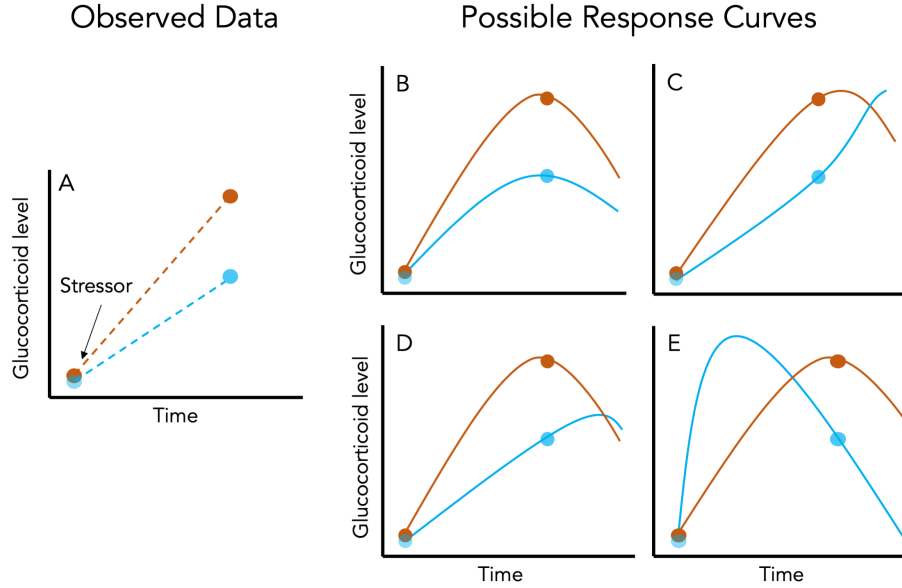 Observed Data
Possible Response Curves
A
Glucocorticoid level
Stressor
Time
B
Glucocorticoid level
C
D
Glucocorticoid level
Time
E
Time